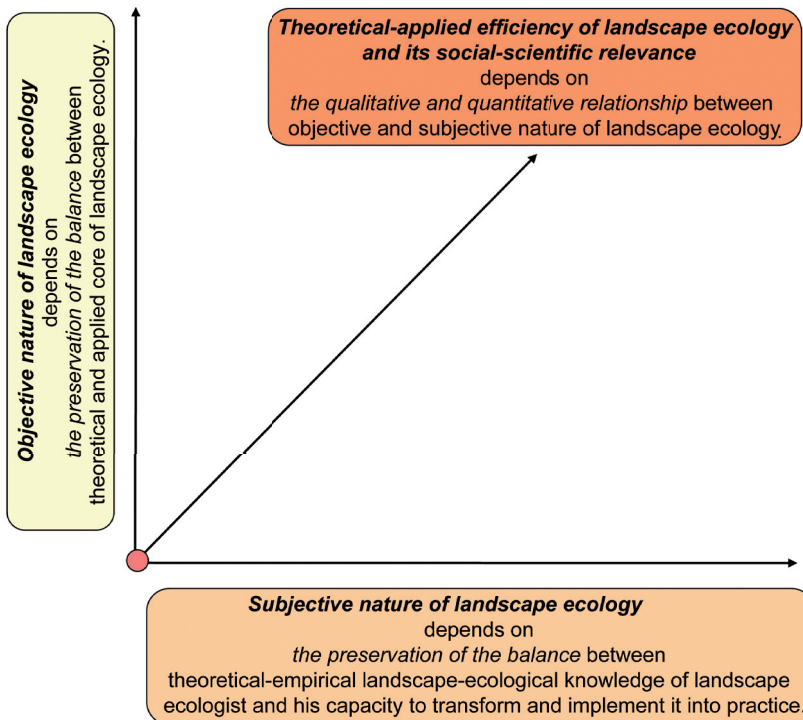 Theoretical-applied efficiency of landscape ecology
and its social-scientific relevance
depends on
the qualitative and quantitative relationship between
objective and subjective nature of landscape ecology.
Objective nature of landscape ecology
depends on
the preservation of the balance between
theoretical and applied core of landscape ecology.
Subjective nature of landscape ecology
depends on
the preservation of the balance between
theoretical-empirical landscape-ecological knowledge of landscape
ecologist and his capacity to transform and implement it into practice.